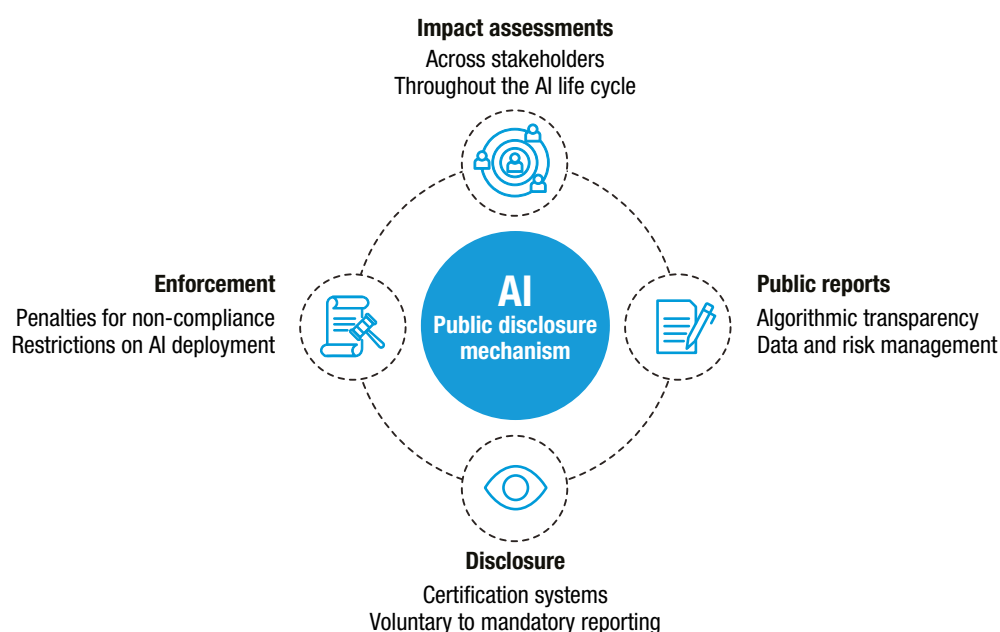 Impact assessments
Across stakeholders
Throughout the AI life cycle
Enforcement
Penalties for non-compliance
Restrictions on AI deployment
AI
Public disclosure
mechanism
Public reports
Algorithmic transparency
Data and risk management
Disclosure
Certification systems
Voluntary to mandatory reporting